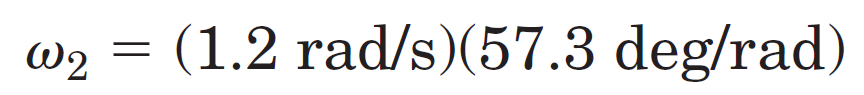 ω₂ = (1.2 rad/s)(57.3 deg/rad)